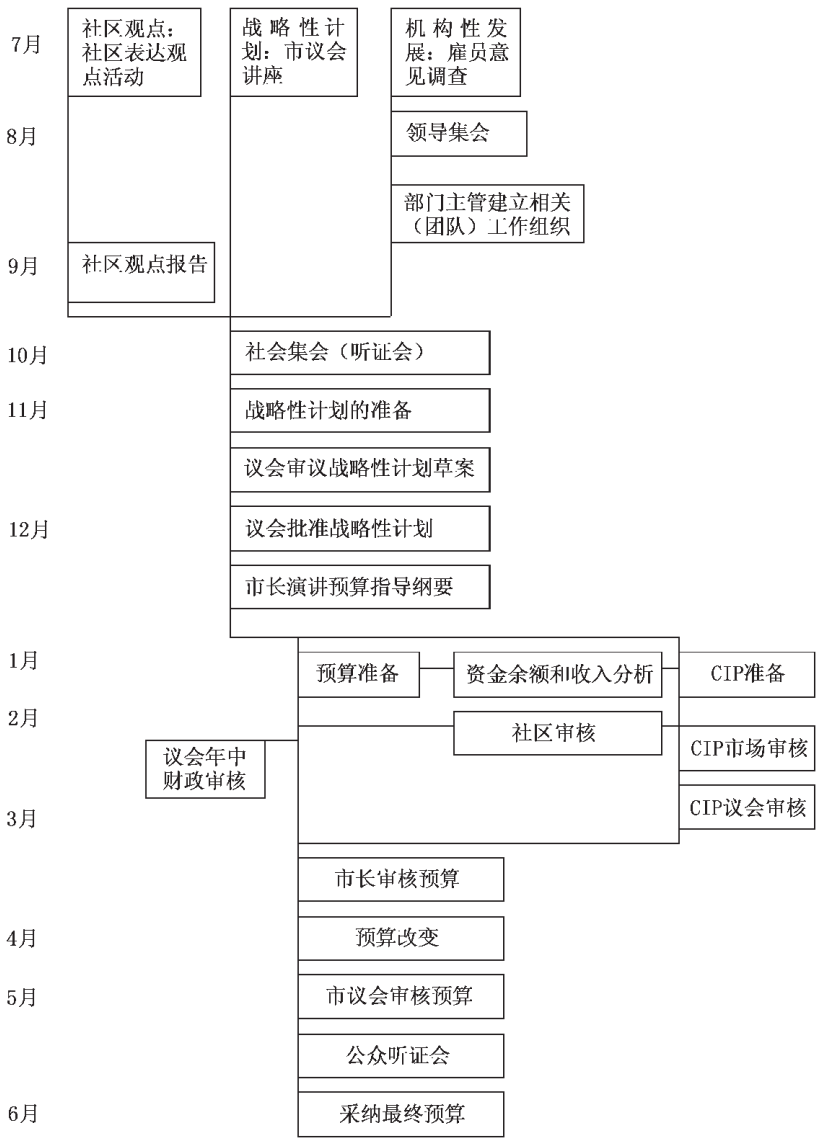 7月
社区观点：
社区表达观
点活动
战略性计
划：市议会
讲座
机构性发
展：雇员意
见调查
8月
领导集会
部门主管建立相关
（团队）工作组织
9月
社区观点报告
10月
社会集会（听证会）
11月
战略性计划的准备
议会审议战略性计划草案
12月
议会批准战略性计划
市长演讲预算指导纲要
1月
预算准备
资金余额和收入分析
CIP准备
2月
社区审核
议会年中
财政审核
CIP市场审核
3月
CIP议会审核
市长审核预算
4月
预算改变
5月
市议会审核预算
公众听证会
6月
采纳最终预算